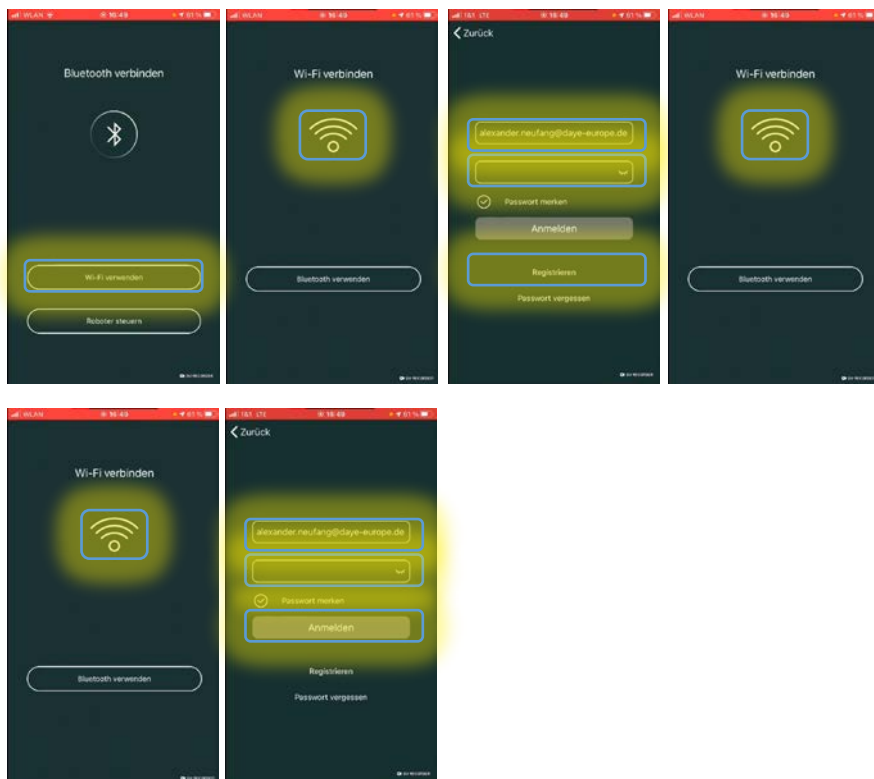 WLAN 16:49 61 %
Bluetooth verbinden
Wi-Fi verwenden
Roboter steuern
WLAN 16:49 61 %
Wi-Fi verbinden
Bluetooth verwenden
1&1 LTE 16:49 61 %
Zurück
alexander.neufang@daye-europe.de
Passwort merken
Anmelden
Registrieren
Passwort vergessen
WLAN 16:49 61 %
Wi-Fi verbinden
Bluetooth verwenden
WLAN 16:49 61 %
Wi-Fi verbinden
Bluetooth verwenden
1&1 LTE 16:49 61 %
Zurück
alexander.neufang@daye-europe.de
Passwort merken
Anmelden
Registrieren
Passwort vergessen